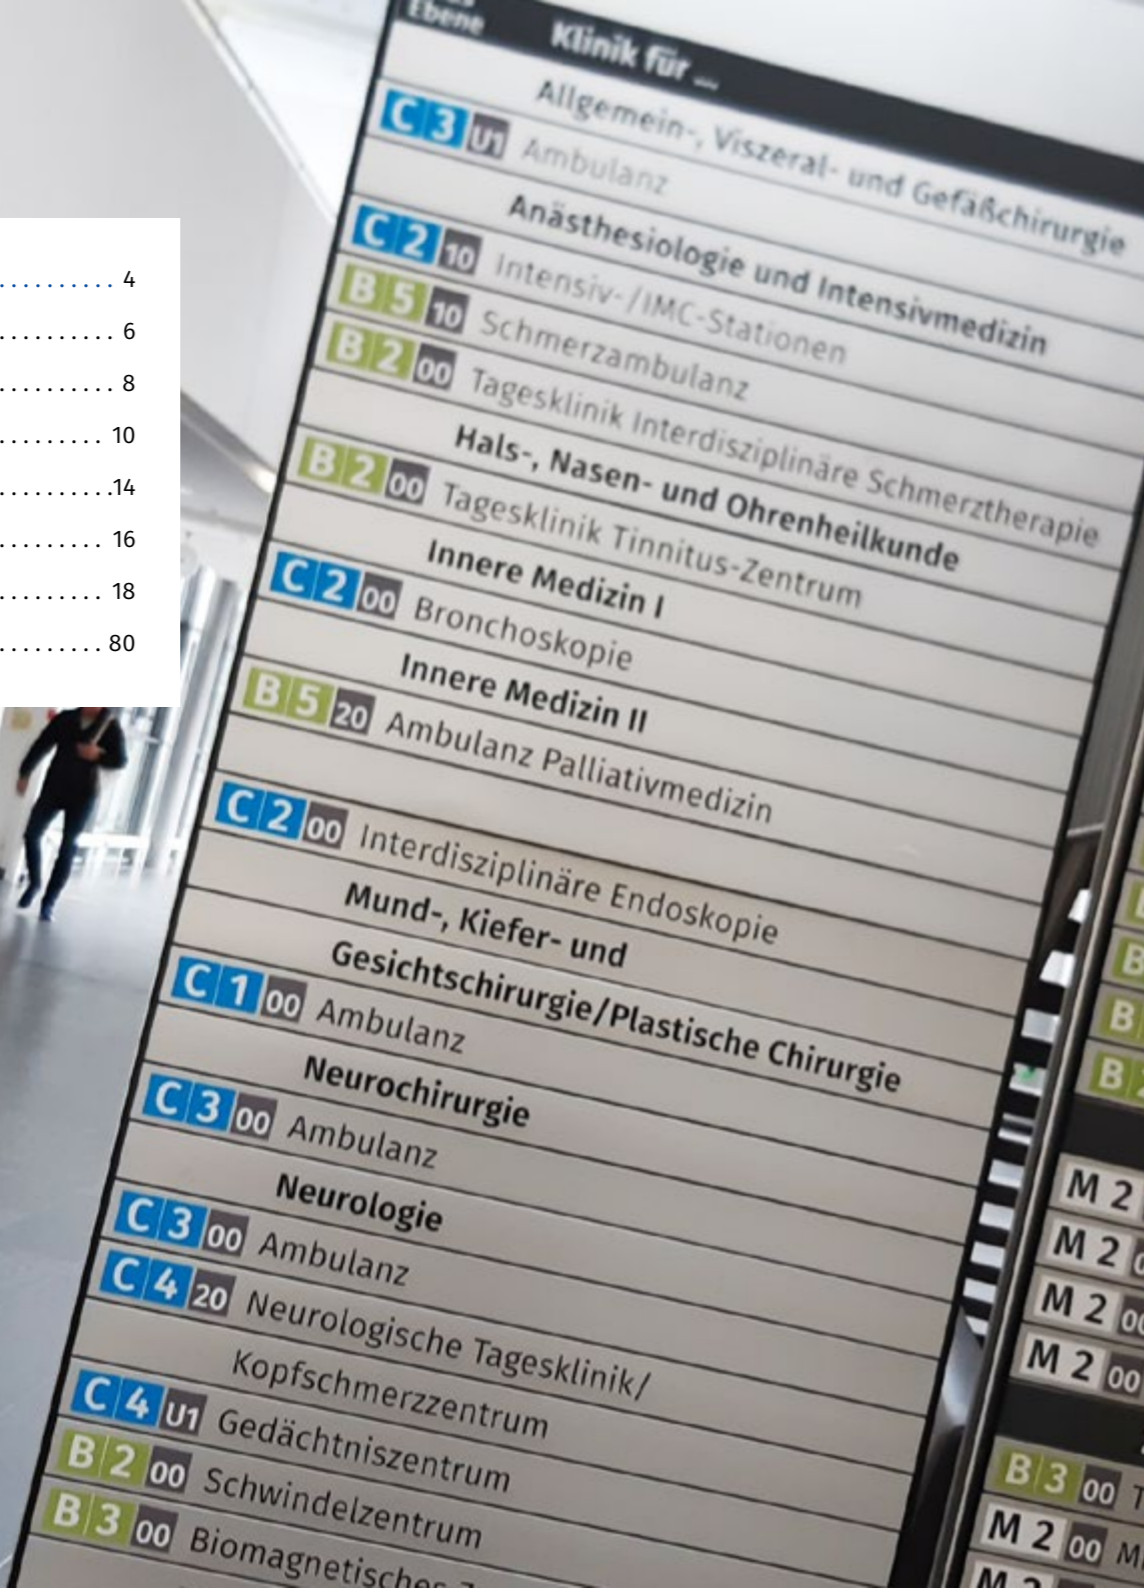 Ebene Klinik für ...
Allgemein-, Viszeral- und Gefäßchirurgie
C 3 U1 Ambulanz
Anästhesiologie und Intensivmedizin
C 2 10 Intensiv-/IMC-Stationen
B 5 10 Schmerzambulanz
B 2 00 Tagesklinik Interdisziplinäre Schmerztherapie
Hals-, Nasen- und Ohrenheilkunde
B 2 00 Tagesklinik Tinnitus-Zentrum
Innere Medizin I
C 2 00 Bronchoskopie
Innere Medizin II
B 5 20 Ambulanz Palliativmedizin
C 2 00 Interdisziplinäre Endoskopie
Mund-, Kiefer- und
Gesichtschirurgie/Plastische Chirurgie
C 1 00 Ambulanz
Neurochirurgie
C 3 00 Ambulanz
Neurologie
C 3 00 Ambulanz
C 4 20 Neurologische Tagesklinik/
Kopfschmerzzentrum
C 4 U1 Gedächtniszentrum
B 2 00 Schwindelzentrum
B 3 00 Biomagnetisches
.......... 4
.......... 6
.......... 8
......... 10
..........14
......... 16
......... 18
......... 80
B
B
B
M 2
M 2
M 2 00
M 2 00
B 3 00
M 2 00
M 2